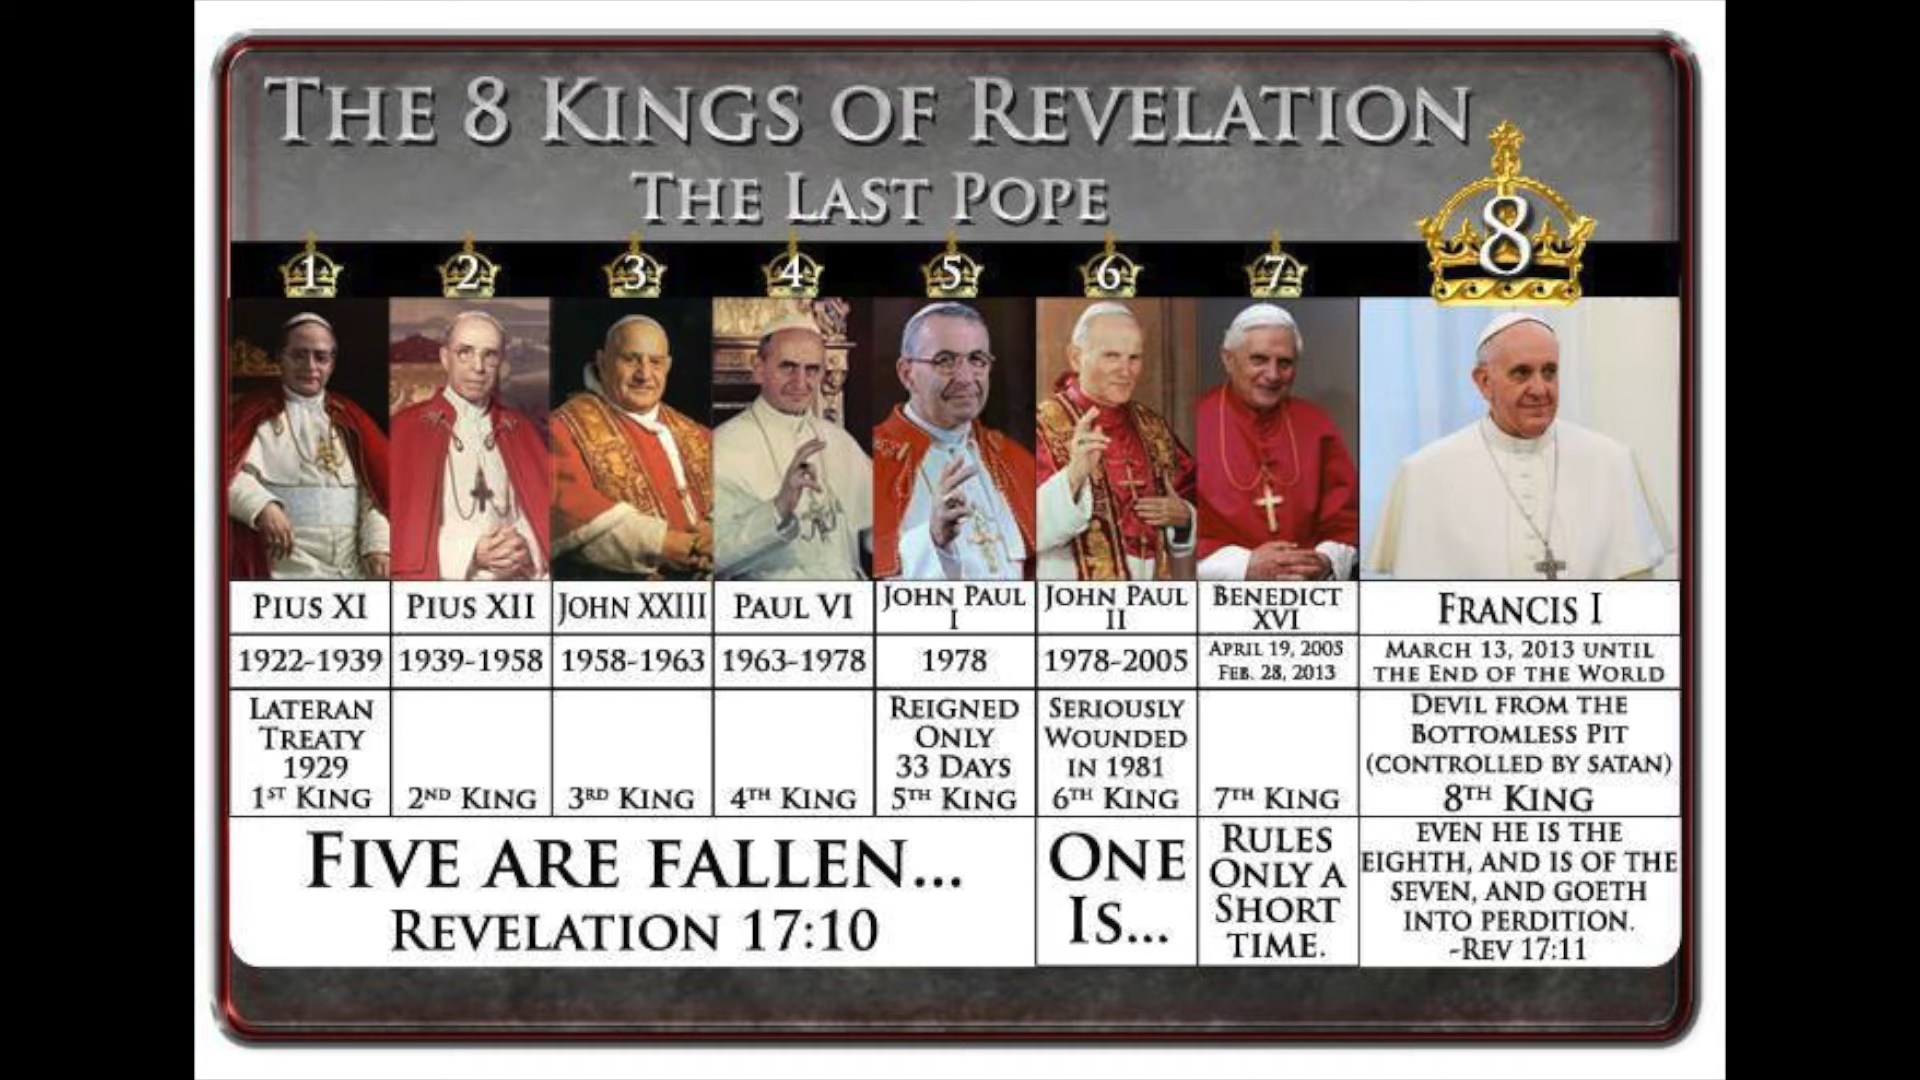 THE 8 KINGS OF REVELATION
THE LAST POPE
1 2 3 4 5 6 7 8
PIUS XI
PIUS XII
JOHN XXIII
PAUL VI
JOHN PAUL
I
JOHN PAUL
II
BENEDICT
XVI
FRANCIS I
1922-1939
1939-1958
1958-1963
1963-1978
1978
1978-2005
APRIL 19, 2005
FEB. 28, 2013
MARCH 13, 2013 UNTIL
THE END OF THE WORLD
LATERAN
TREATY
1929
1ST KING
2ND KING
3RD KING
4TH KING
REIGNED
ONLY
33 DAYS
5TH KING
SERIOUSLY
WOUNDED
IN 1981
6TH KING
7TH KING
DEVIL FROM THE
BOTTOMLESS PIT
(CONTROLLED BY SATAN)
8TH KING
FIVE ARE FALLEN...
REVELATION 17:10
ONE
IS...
RULES
ONLY A
SHORT
TIME.
EVEN HE IS THE
EIGHTH, AND IS OF THE
SEVEN, AND GOETH
INTO PERDITION.
-REV 17:11